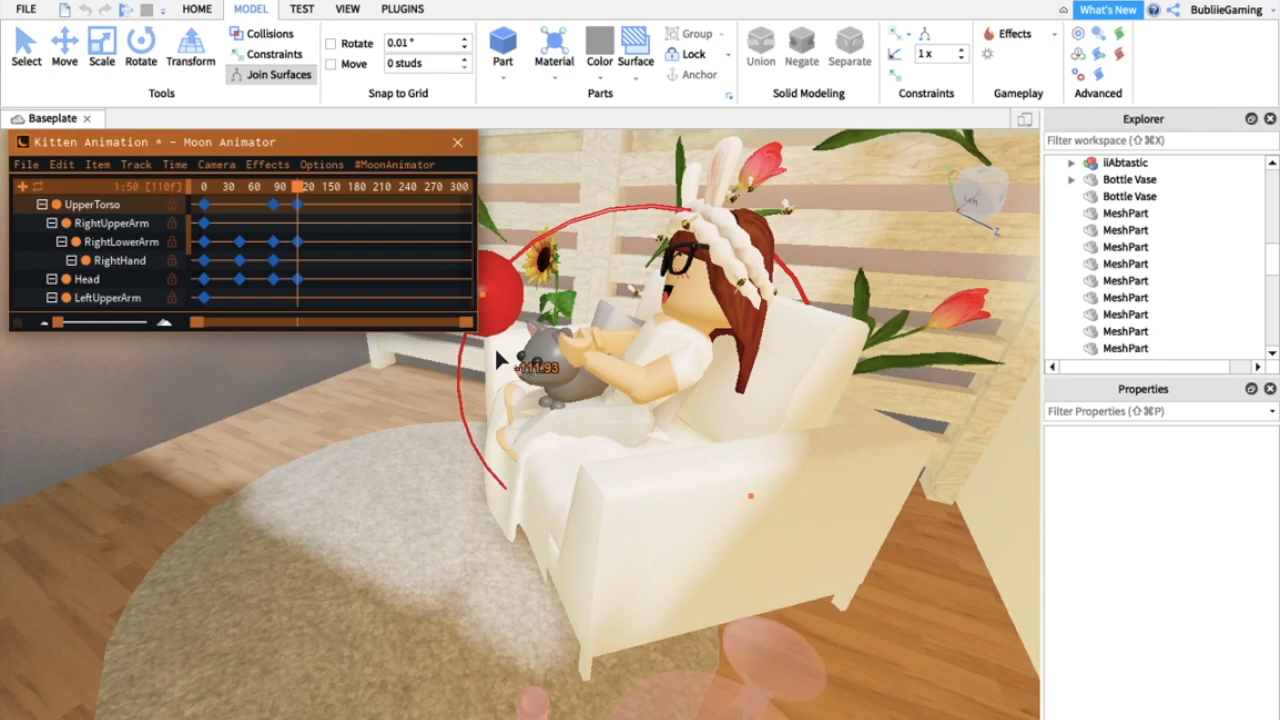 FILE HOME MODEL TEST VIEW PLUGINS What's New BubliieGaming
Select Move Scale Rotate Transform
Collisions
Constraints
Join Surfaces
Tools
Rotate 0.01 °
Move 0 studs
Snap to Grid
Part Material Color Surface
Group
Lock
Anchor
Parts
Union Negate Separate
Solid Modeling
1 x
Constraints
Effects
Gameplay
Advanced
Baseplate
Kitten Animation * - Moon Animator
File Edit Item Track Time Camera Effects Options #MoonAnimator
1:50 [110f] 0 30 60 90 120 150 180 210 240 270 300
UpperTorso
RightUpperArm
RightLowerArm
RightHand
Head
LeftUpperArm
-111.93
Left
Z
Explorer
Filter workspace (⇧⌘X)
iiAbtastic
Bottle Vase
Bottle Vase
MeshPart
MeshPart
MeshPart
MeshPart
MeshPart
MeshPart
MeshPart
MeshPart
MeshPart
Properties
Filter Properties (⇧⌘P)